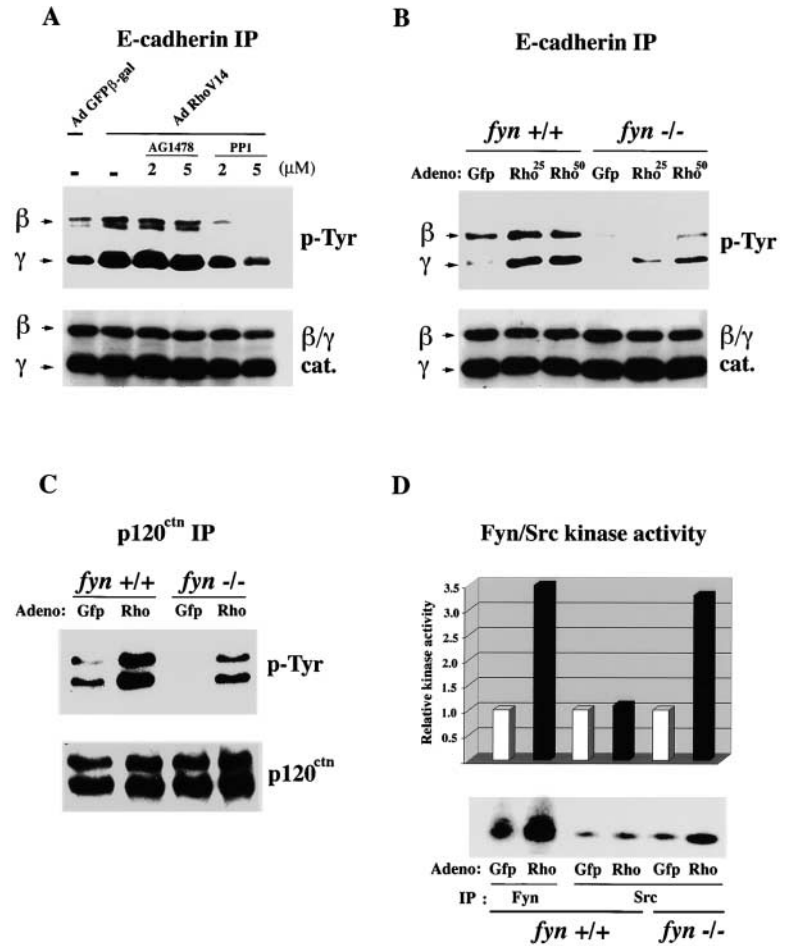 A
E-cadherin IP
Ad GFPβ-gal
Ad RhoV14
AG1478 PP1
- - 2 5 2 5 (μM)
β
γ
p-Tyr
β
γ
β/γ
cat.
B
E-cadherin IP
fyn +/+ fyn -/-
Adeno: Gfp Rho25 Rho50 Gfp Rho25 Rho50
β
γ
p-Tyr
β
γ
β/γ
cat.
C
p120ctn IP
fyn +/+ fyn -/-
Adeno: Gfp Rho Gfp Rho
p-Tyr
p120ctn
D
Fyn/Src kinase activity
Relative kinase activity
3.5
3.0
2.5
2.0
1.5
1.0
0.5
Adeno: Gfp Rho Gfp Rho Gfp Rho
IP : Fyn Src
fyn +/+ fyn -/-